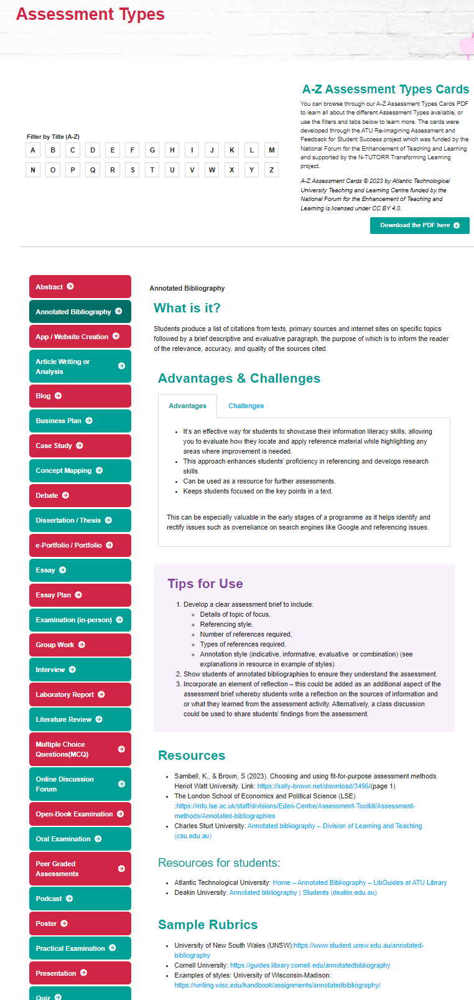 Assessment Types
A-Z Assessment Types Cards
You can browse through our A-Z Assessment Types Cards PDF
to learn all about the different Assessment Types available, or
use the filters and tabs below to learn more. The cards were
developed through the ATU Re-imagining Assessment and
Feedback for Student Success project which was funded by the
National Forum for the Enhancement of Teaching and Learning
and supported by the N-TUTORR Transforming Learning
project.
A-Z Assessment Cards © 2023 by Atlantic Technological
University Teaching and Learning Centre funded by the
National Forum for the Enhancement of Teaching and
Learning is licensed under CC BY 4.0.
Download the PDF here
Filter by Title (A-Z)
A B C D E F G H I J K L M
N O P Q R S T U V W X Y Z
Abstract
Annotated Bibliography
App / Website Creation
Article Writing or
Analysis
Blog
Business Plan
Case Study
Concept Mapping
Debate
Dissertation / Thesis
e-Portfolio / Portfolio
Essay
Essay Plan
Examination (in-person)
Group Work
Interview
Laboratory Report
Literature Review
Multiple Choice
Questions(MCQ)
Online Discussion
Forum
Open-Book Examination
Oral Examination
Peer Graded
Assessments
Podcast
Poster
Practical Examination
Presentation
Quiz
Annotated Bibliography
What is it?
Students produce a list of citations from texts, primary sources and internet sites on specific topics
followed by a brief descriptive and evaluative paragraph, the purpose of which is to inform the reader
of the relevance, accuracy, and quality of the sources cited.
Advantages & Challenges
Advantages Challenges
• It's an effective way for students to showcase their information literacy skills, allowing
you to evaluate how they locate and apply reference material while highlighting any
areas where improvement is needed.
• This approach enhances students' proficiency in referencing and develops research
skills.
• Can be used as a resource for further assessments.
• Keeps students focused on the key points in a text.
This can be especially valuable in the early stages of a programme as it helps identify and
rectify issues such as overreliance on search engines like Google and referencing issues.
Tips for Use
1. Develop a clear assessment brief to include:
◦ Details of topic of focus,
◦ Referencing style,
◦ Number of references required,
◦ Types of references required,
◦ Annotation style (indicative, informative, evaluative or combination) (see
explanations in resource in example of styles)
2. Show students of annotated bibliographies to ensure they understand the assessment.
3. Incorporate an element of reflection – this could be added as an additional aspect of the
assessment brief whereby students write a reflection on the sources of information and
or what they learned from the assessment activity. Alternatively, a class discussion
could be used to share students' findings from the assessment.
Resources
• Sambell, K., & Brown, S (2023). Choosing and using fit-for-purpose assessment methods.
Heriot Watt University. Link: https://sally-brown.net/download/3496/(page 1)
• The London School of Economics and Political Science (LSE)
:https://info.lse.ac.uk/staff/divisions/Eden-Centre/Assessment-Toolkit/Assessment-
methods/Annotated-bibliographies
• Charles Sturt University: Annotated bibliography – Division of Learning and Teaching
(csu.edu.au)
Resources for students:
• Atlantic Technological University: Home – Annotated Bibliography – LibGuides at ATU Library
• Deakin University: Annotated bibliography | Students (deakin.edu.au)
Sample Rubrics
• University of New South Wales (UNSW):https://www.student.unsw.edu.au/annotated-
bibliography
• Cornell University: https://guides.library.cornell.edu/annotatedbibliography
• Examples of styles: University of Wisconsin-Madison:
https://writing.wisc.edu/handbook/assignments/annotatedbibliography/